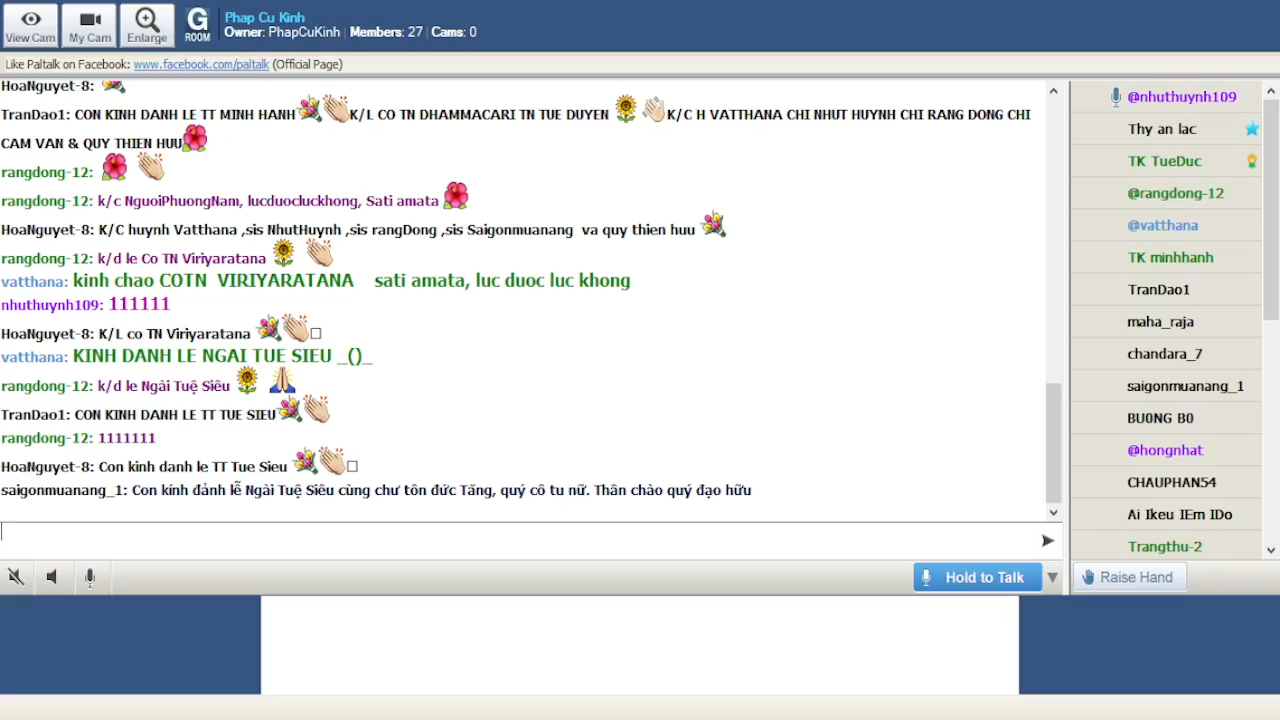 View Cam
My Cam
Enlarge
G
ROOM
Phap Cu Kinh
Owner: PhapCuKinh | Members: 27 | Cams: 0
Like Paltalk on Facebook: www.facebook.com/paltalk (Official Page)
HoaNguyet-8:
TranDao1: CON KINH DANH LE TT MINH HANH K/L CO TN DHAMMACARI TN TUE DUYEN K/C H VATTHANA CHI NHUT HUYNH CHI RANG DONG CHI
CAM VAN & QUY THIEN HUU
rangdong-12:
rangdong-12: k/c NguoiPhuongNam, lucduocluckhong, Sati amata
HoaNguyet-8: K/C huynh Vatthana ,sis NhutHuynh ,sis rangDong ,sis Saigonmuanang va quy thien huu
rangdong-12: k/d le Co TN Viriyaratana
vatthana: kinh chao COTN VIRIYARATANA sati amata, luc duoc luc khong
nhuthuynh109: 111111
HoaNguyet-8: K/L co TN Viriyaratana
vatthana: KINH DANH LE NGAI TUE SIEU _()_
rangdong-12: k/d le Ngài Tuệ Siêu
TranDao1: CON KINH DANH LE TT TUE SIEU
rangdong-12: 1111111
HoaNguyet-8: Con kinh danh le TT Tue Sieu
saigonmuanang_1: Con kính đảnh lễ Ngài Tuệ Siêu cùng chư tôn đức Tăng, quý cô tu nữ. Thân chào quý đạo hữu
Hold to Talk
@nhuthuynh109
Thy an lac
TK TueDuc
@rangdong-12
@vatthana
TK minhhanh
TranDao1
maha_raja
chandara_7
saigonmuanang_1
BU0NG B0
@hongnhat
CHAUPHAN54
Ai Ikeu IEm IDo
Trangthu-2
Raise Hand